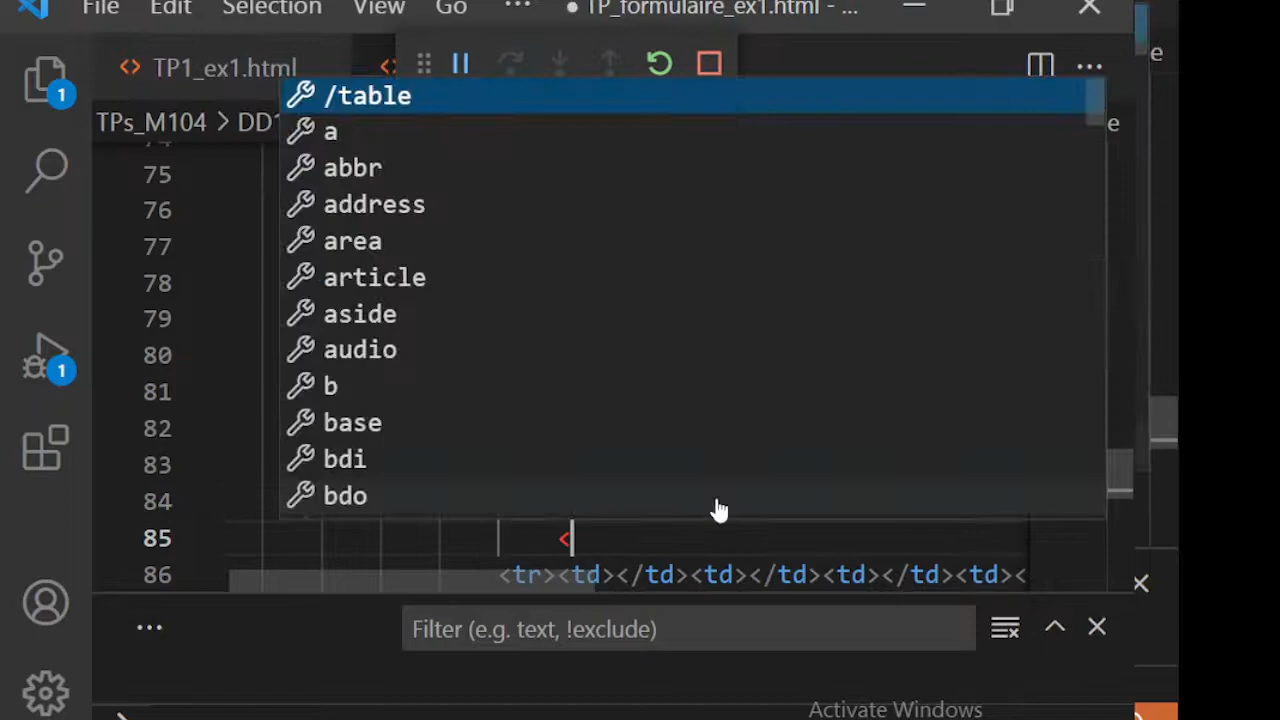 File Edit Selection View Go ... ● TP_formulaire_ex1.html - ...
e
<> TP1_ex1.html <>
TPs_M104 > DD1 e
1
/table
a
abbr
address
area
article
aside
audio
b
base
bdi
bdo
75
76
77
78
79
80
81
82
83
84
85 <
86 <tr><td></td><td></td><td></td><td><
1
... Filter (e.g. text, !exclude)
Activate Windows